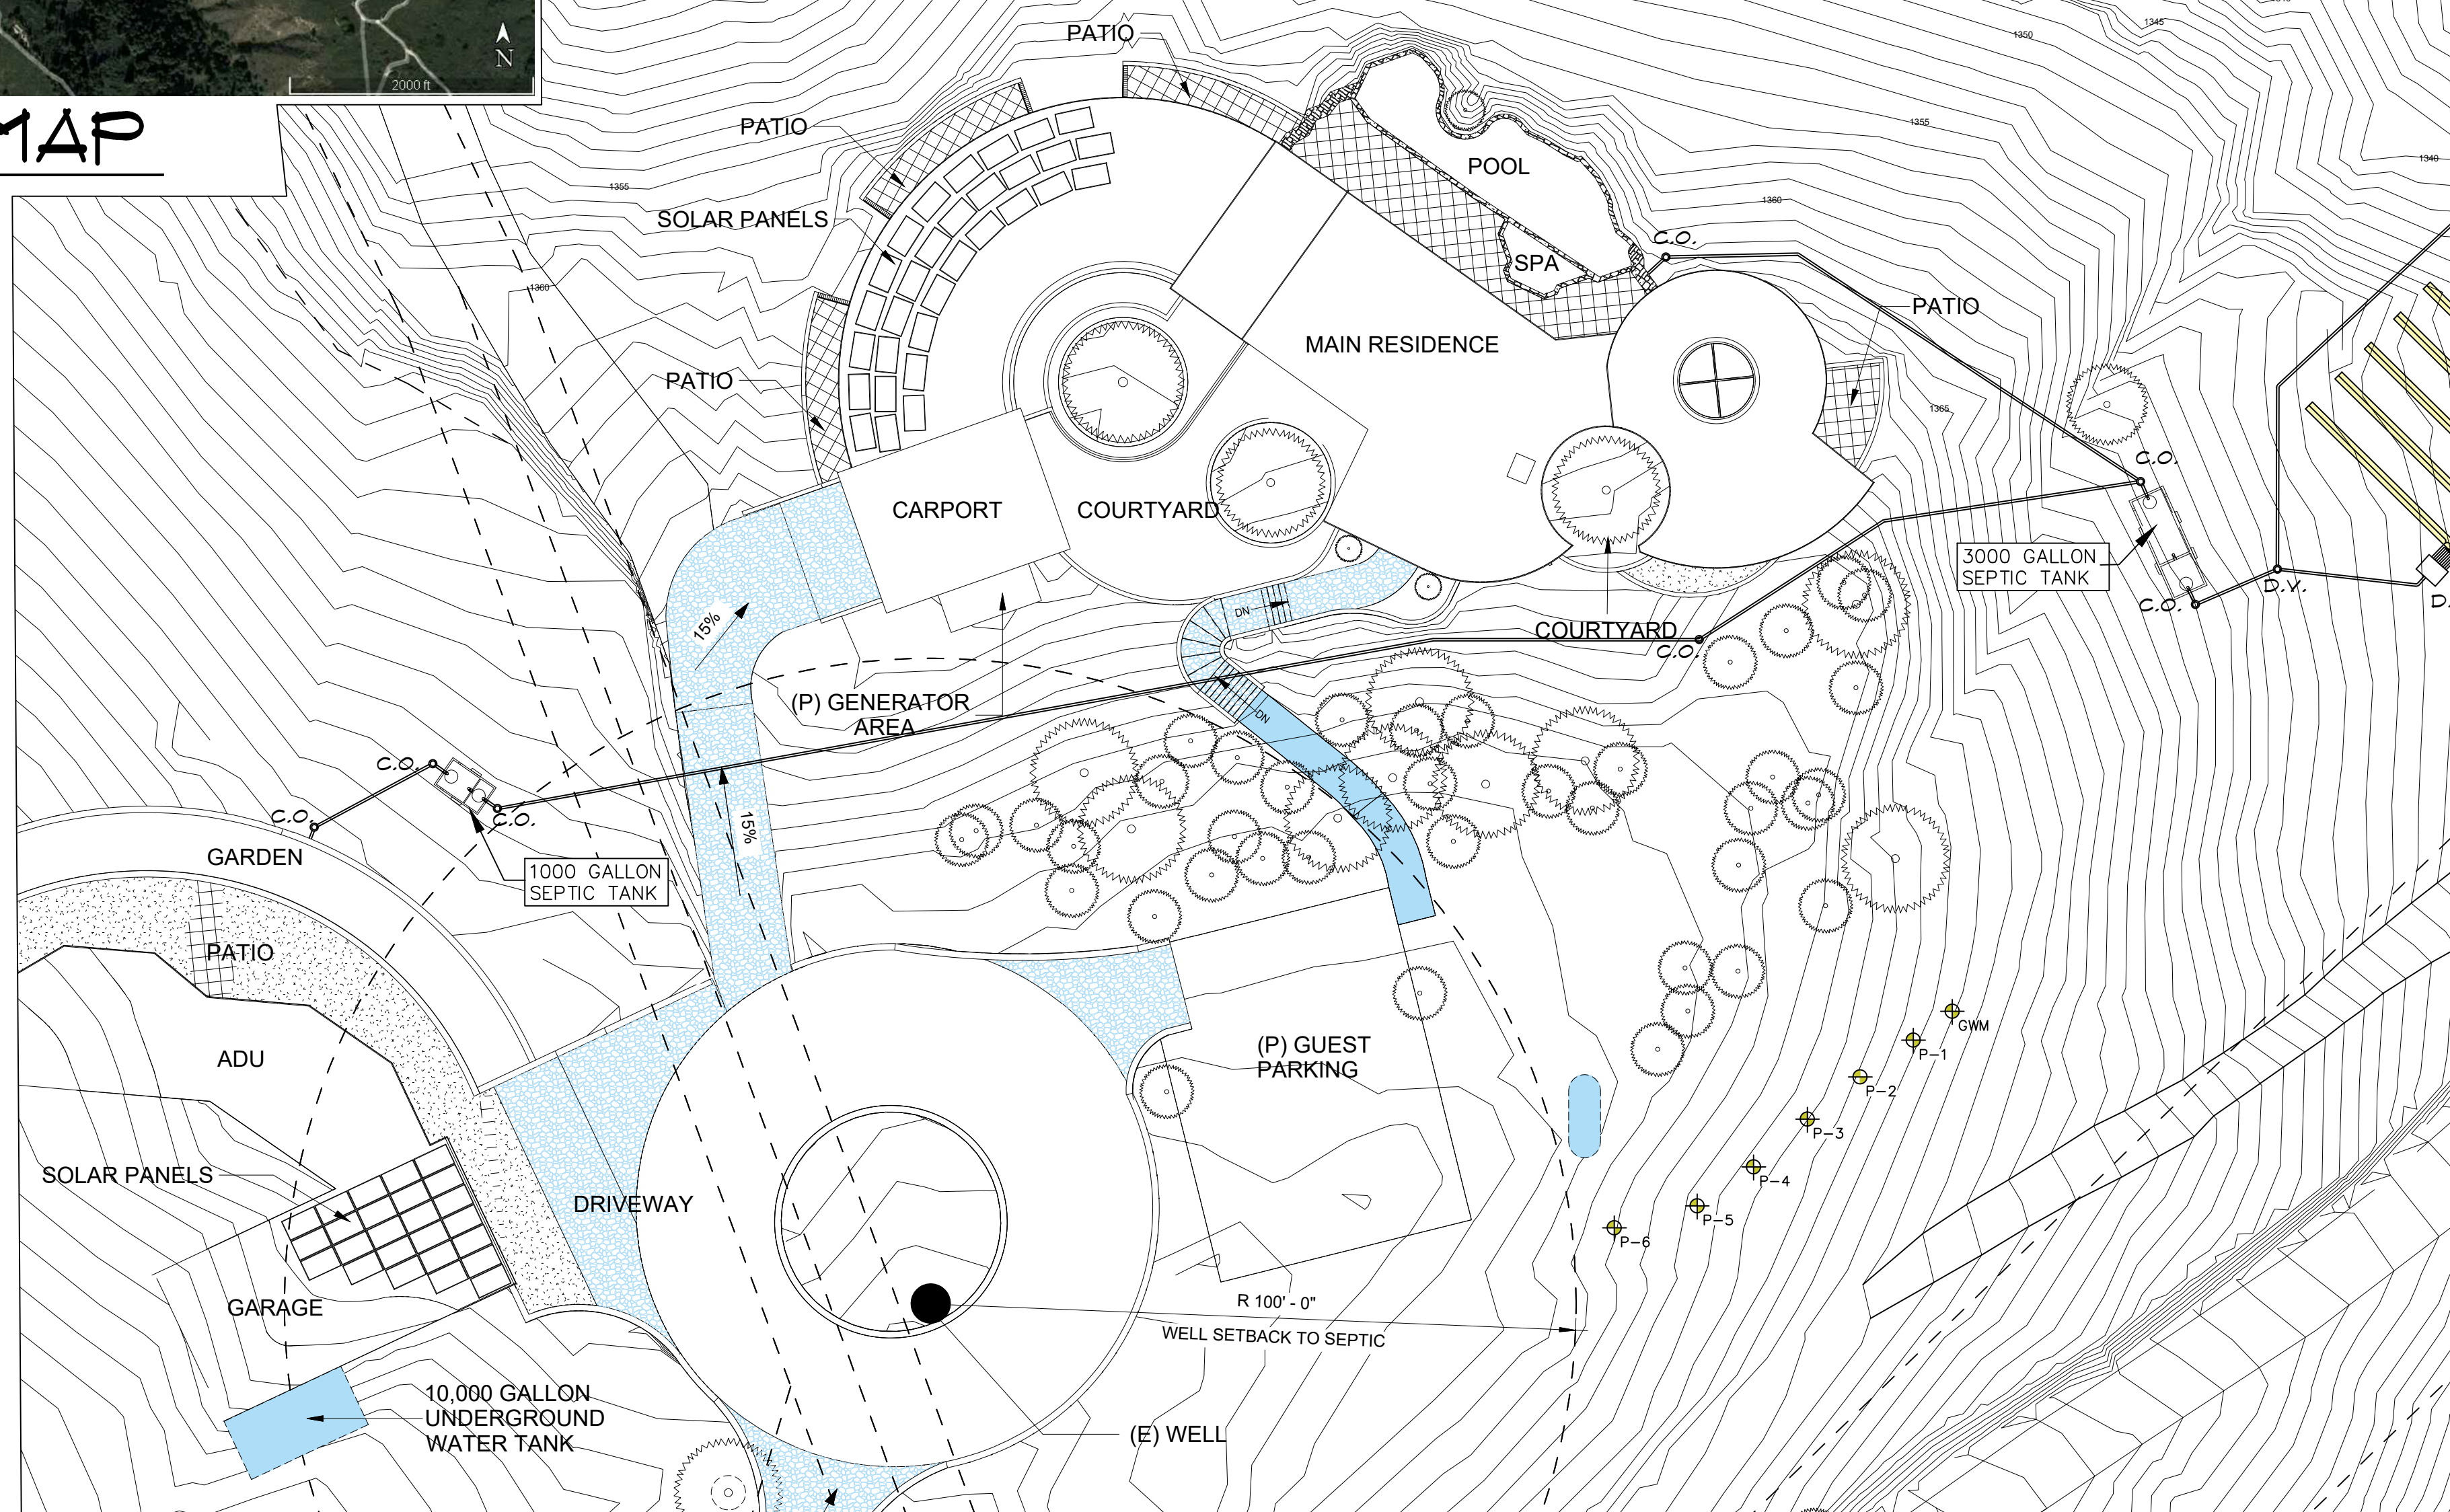 N
2000 ft
MAP
PATIO
1345
1350
1355
1340
PATIO
POOL
1355
SOLAR PANELS
1360
C.O.
SPA
1360
PATIO
MAIN RESIDENCE
PATIO
1365
C.O.
CARPORT
COURTYARD
3000 GALLON
SEPTIC TANK
C.O.
D.V.
D.
DN
15%
COURTYARD
C.O.
(P) GENERATOR
AREA
DN
C.O.
C.O.
C.O.
15%
GARDEN
1000 GALLON
SEPTIC TANK
PATIO
GWM
P-1
ADU
(P) GUEST
PARKING
P-2
P-3
SOLAR PANELS
P-4
DRIVEWAY
P-5
P-6
GARAGE
R 100' - 0"
WELL SETBACK TO SEPTIC
10,000 GALLON
UNDERGROUND
WATER TANK
(E) WELL